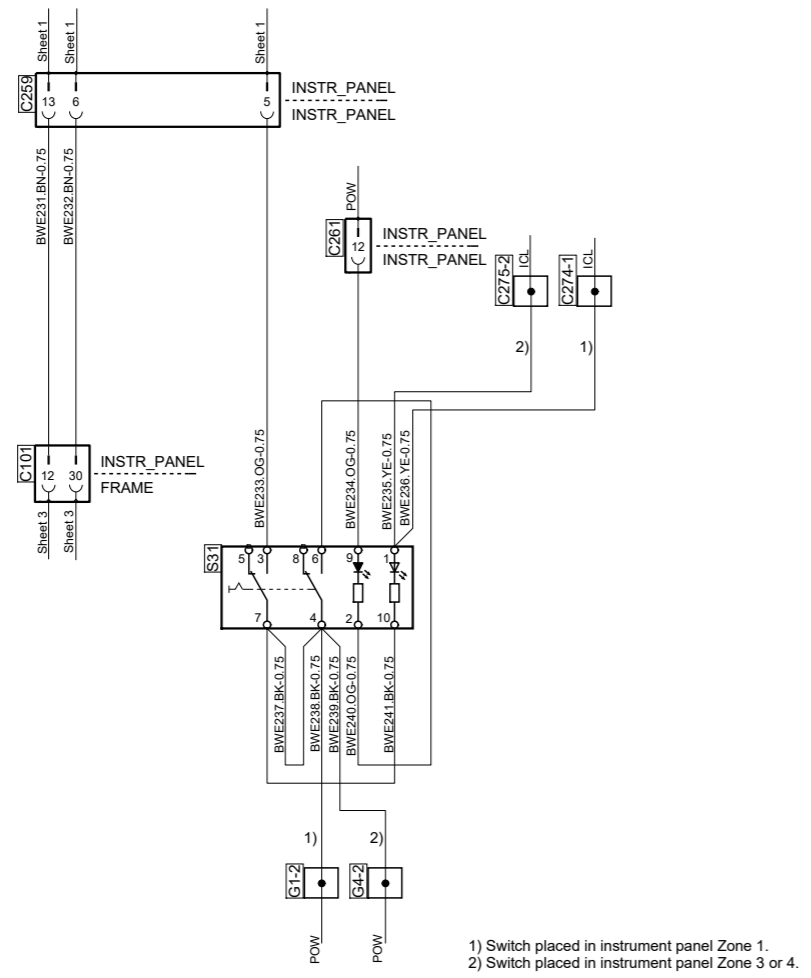 Sheet 1
Sheet 1
Sheet 1
C259
13
6
5
INSTR_PANEL
INSTR_PANEL
BWE231.BN-0.75
BWE232.BN-0.75
POW
C261
12
INSTR_PANEL
INSTR_PANEL
ICL
C275-2
ICL
C274-1
2)
1)
C101
12
30
INSTR_PANEL
FRAME
Sheet 3
Sheet 3
BWE233.OG-0.75
BWE234.OG-0.75
BWE235.YE-0.75
BWE236.YE-0.75
S31
5
3
8
6
9
1
7
4
2
10
BWE237.BK-0.75
BWE238.BK-0.75
BWE239.BK-0.75
BWE240.OG-0.75
BWE241.BK-0.75
1)
2)
G1-2
G4-2
POW
POW
1) Switch placed in instrument panel Zone 1.
2) Switch placed in instrument panel Zone 3 or 4.